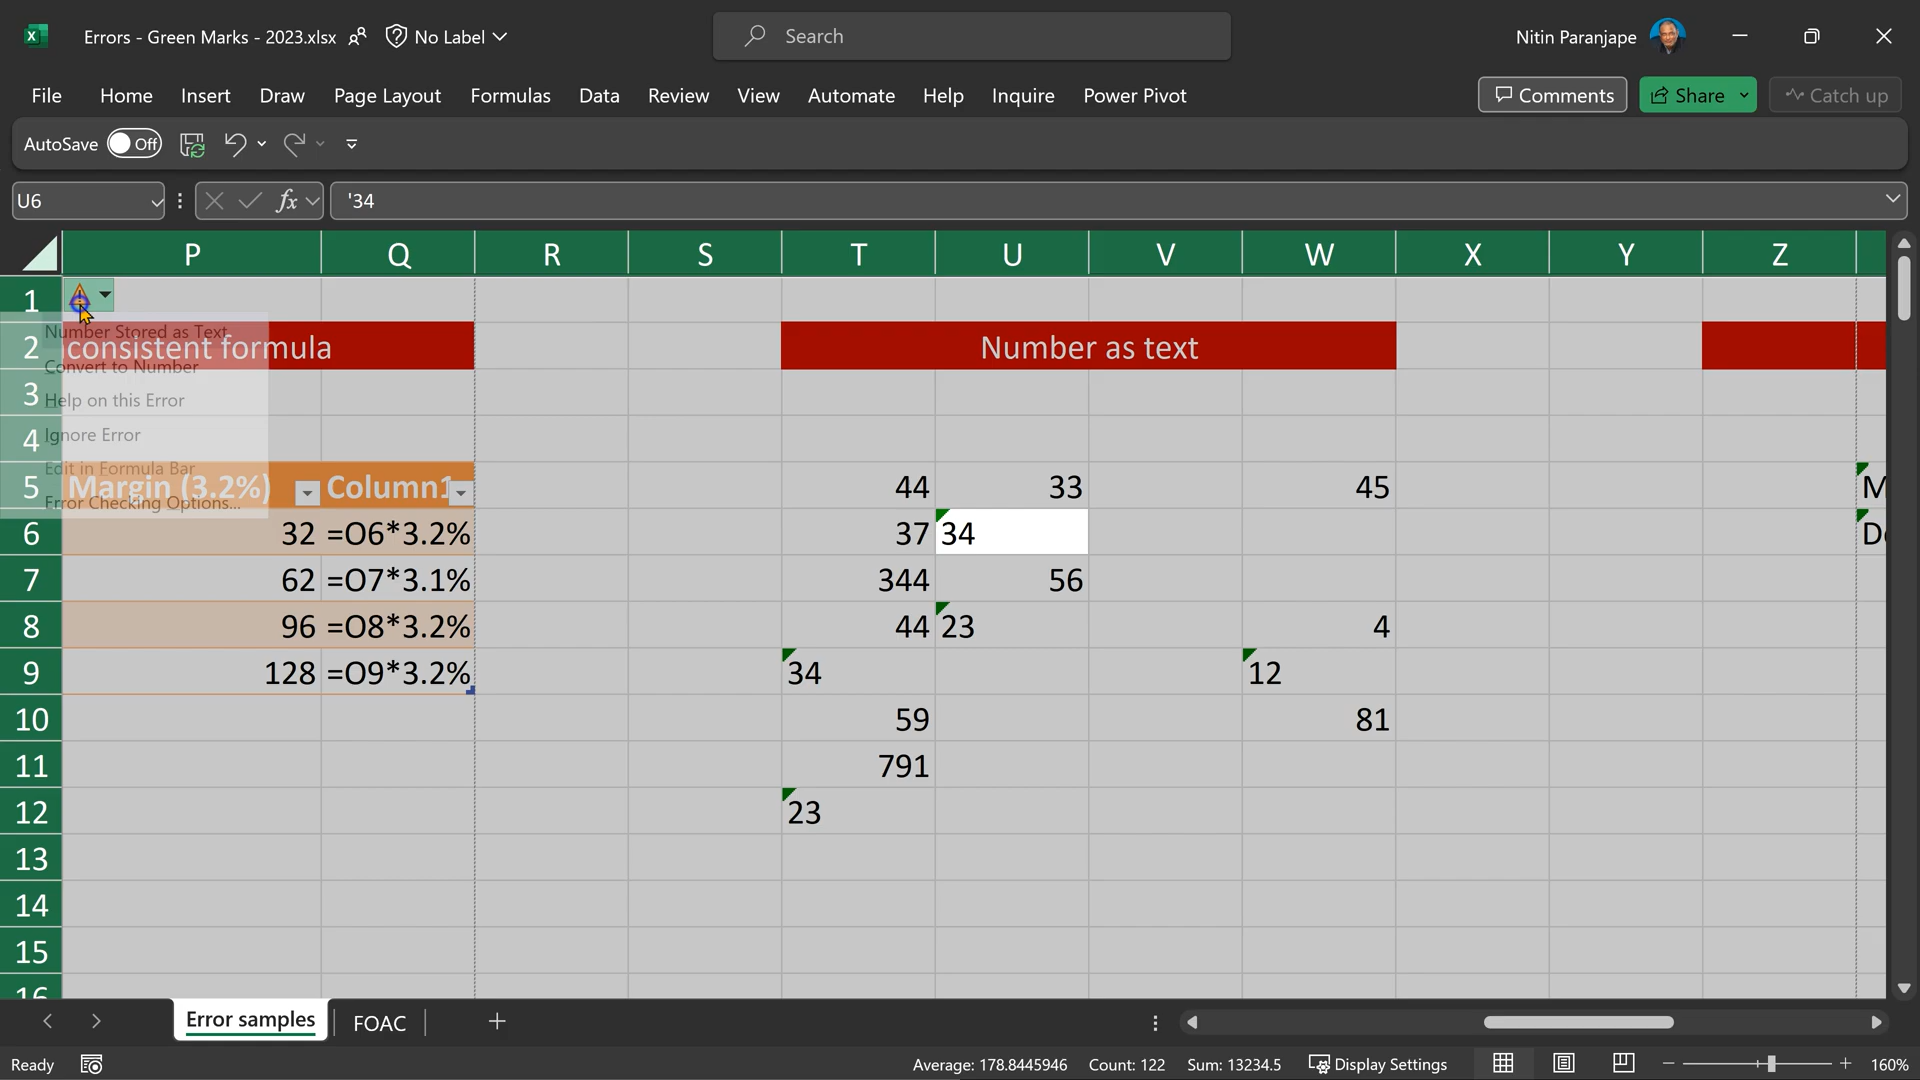 Errors - Green Marks - 2023.xlsx No Label Search Nitin Paranjape
File Home Insert Draw Page Layout Formulas Data Review View Automate Help Inquire Power Pivot Comments Share Catch up
AutoSave Off
U6 fx '34
P Q R S T U V W X Y Z
1
Number Stored as Text
2 consistent formula Number as text
Convert to Number
3 Help on this Error
4 Ignore Error
Edit in Formula Bar
5 Margin (3.2%) Column1 44 33 45 M
Error Checking Options...
6 32 =O6*3.2% 37 34
7 62 =O7*3.1% 344 56
8 96 =O8*3.2% 44 23 4
9 128 =O9*3.2% 34 12
10 59 81
11 791
12 23
13
14
15
16
Error samples FOAC
Ready Average: 178.8445946 Count: 122 Sum: 13234.5 Display Settings 160%